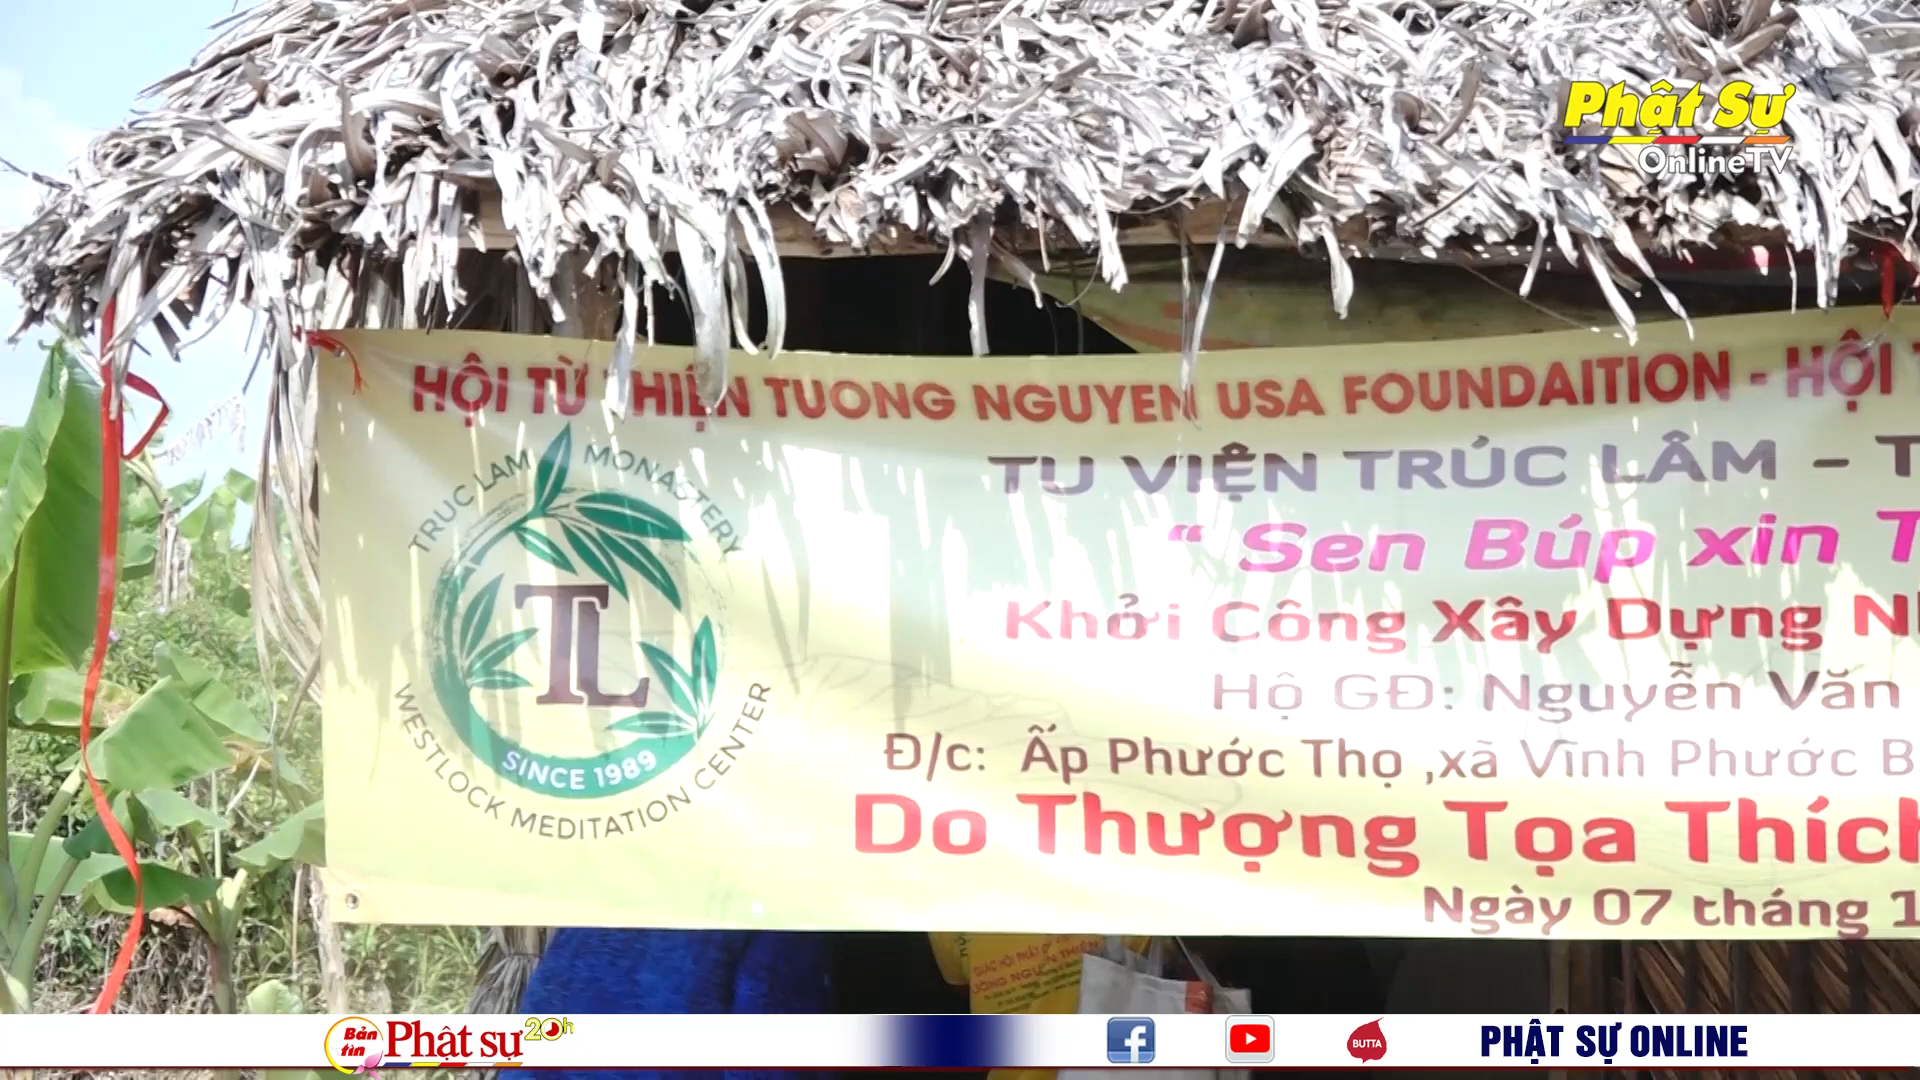 Phật Sự
OnlineTV
HỘI TỪ THIỆN TUONG NGUYEN USA FOUNDAITION - HỘI
TU VIỆN TRÚC LÂM –
“ Sen Búp xin
Khởi Công Xây Dựng
Hộ GĐ: Nguyễn Văn
Đ/c: Ấp Phước Thọ ,xã Vĩnh Phước B
Do Thượng Tọa Thích
Ngày 07 tháng 1
TRUC LAM MONASTERY
TL
SINCE 1989
WESTLOCK MEDITATION CENTER
Bản tin Phật sự 20h
BUTTA
PHẬT SỰ ONLINE